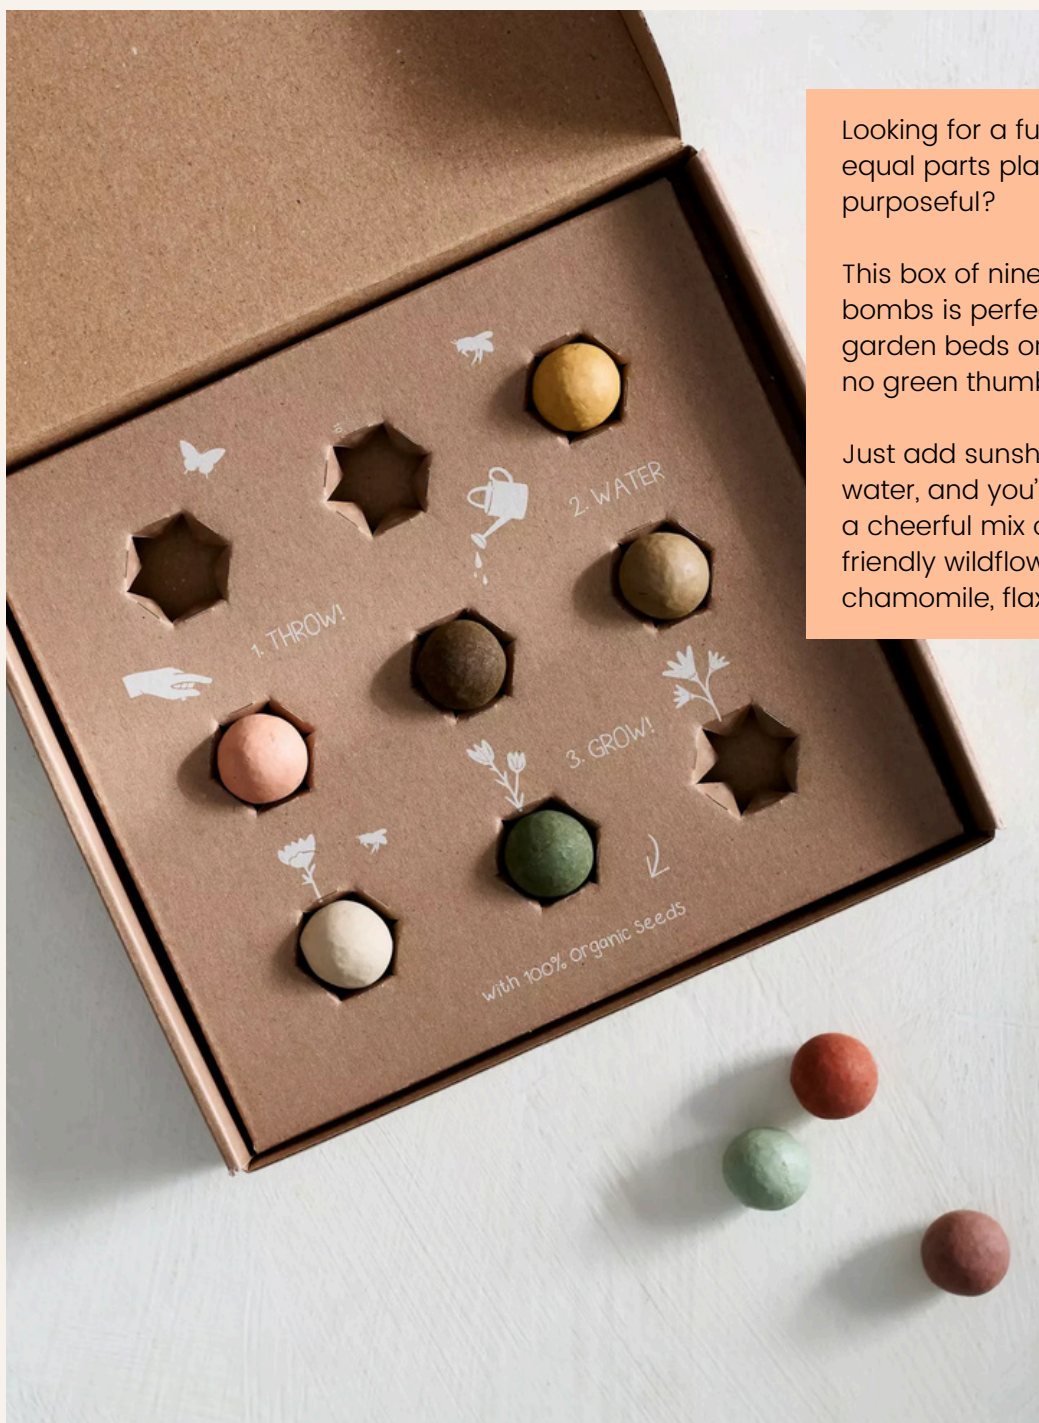 Looking for a fu
equal parts pla
purposeful?
This box of nine
bombs is perfe
garden beds or
no green thumb
Just add sunsh
water, and you'
a cheerful mix o
friendly wildflow
chamomile, flax
1. THROW!
2. WATER
3. GROW!
with 100% organic seeds